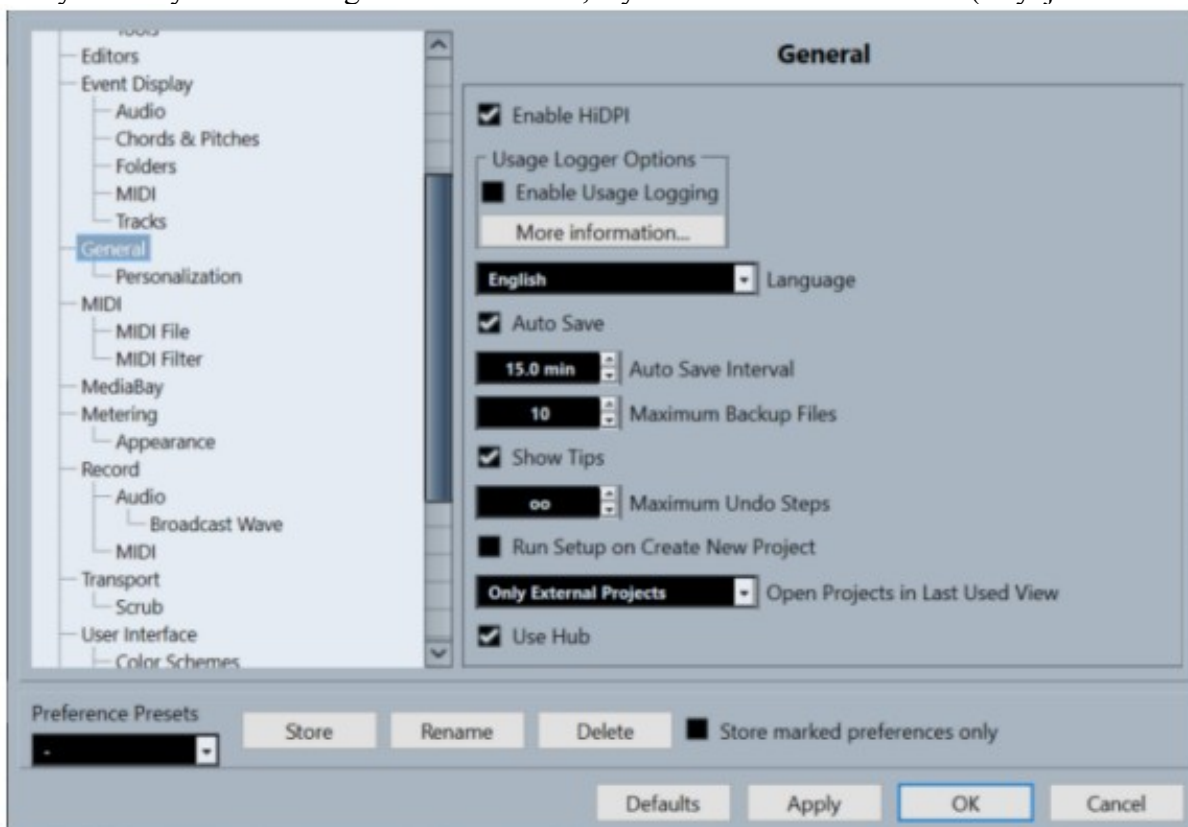 Editors
Event Display
Audio
Chords & Pitches
Folders
MIDI
Tracks
General
Personalization
MIDI
MIDI File
MIDI Filter
MediaBay
Metering
Appearance
Record
Audio
Broadcast Wave
MIDI
Transport
Scrub
User Interface
Color Schemes
General
Enable HiDPI
Usage Logger Options
Enable Usage Logging
More information...
English Language
Auto Save
15.0 min Auto Save Interval
10 Maximum Backup Files
Show Tips
∞ Maximum Undo Steps
Run Setup on Create New Project
Only External Projects Open Projects in Last Used View
Use Hub
Preference Presets
-
Store Rename Delete Store marked preferences only
Defaults Apply OK Cancel